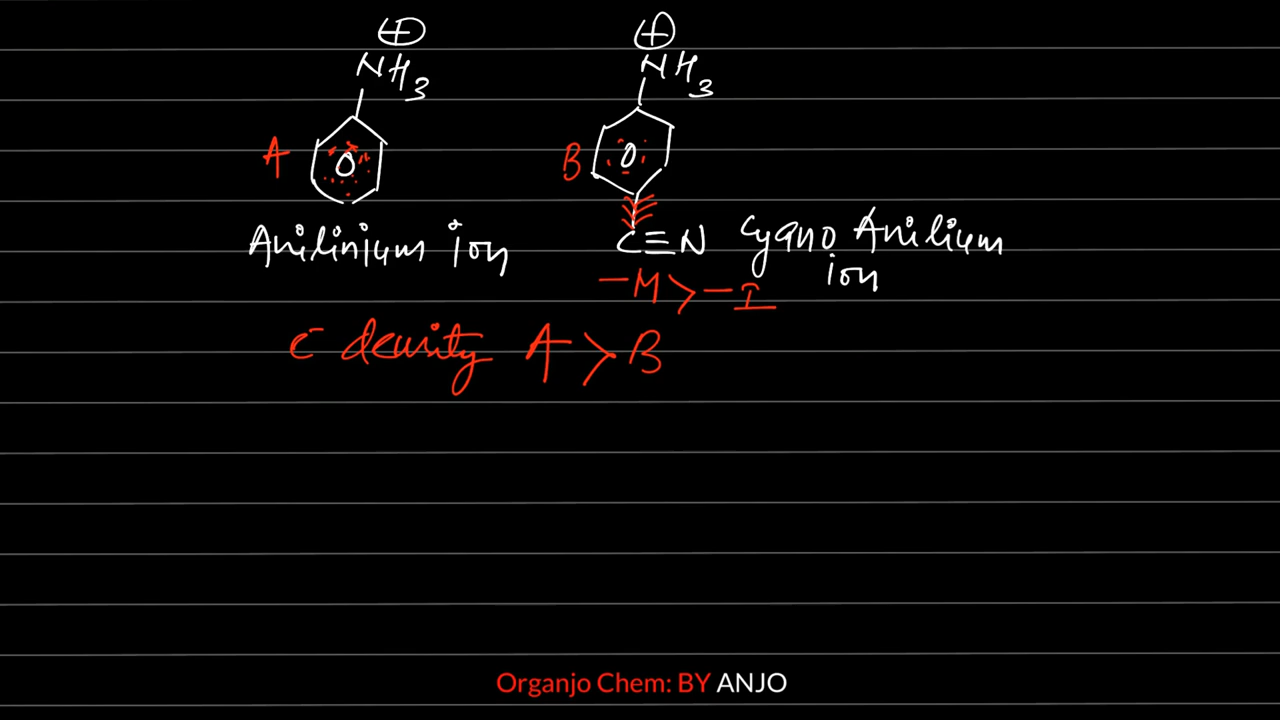 ⊕ ⊕
NH3 NH3
A B
Anilinium ion C≡N Cyano Anilium
ion
−M > −I
e− density A > B
Organjo Chem: BY ANJO